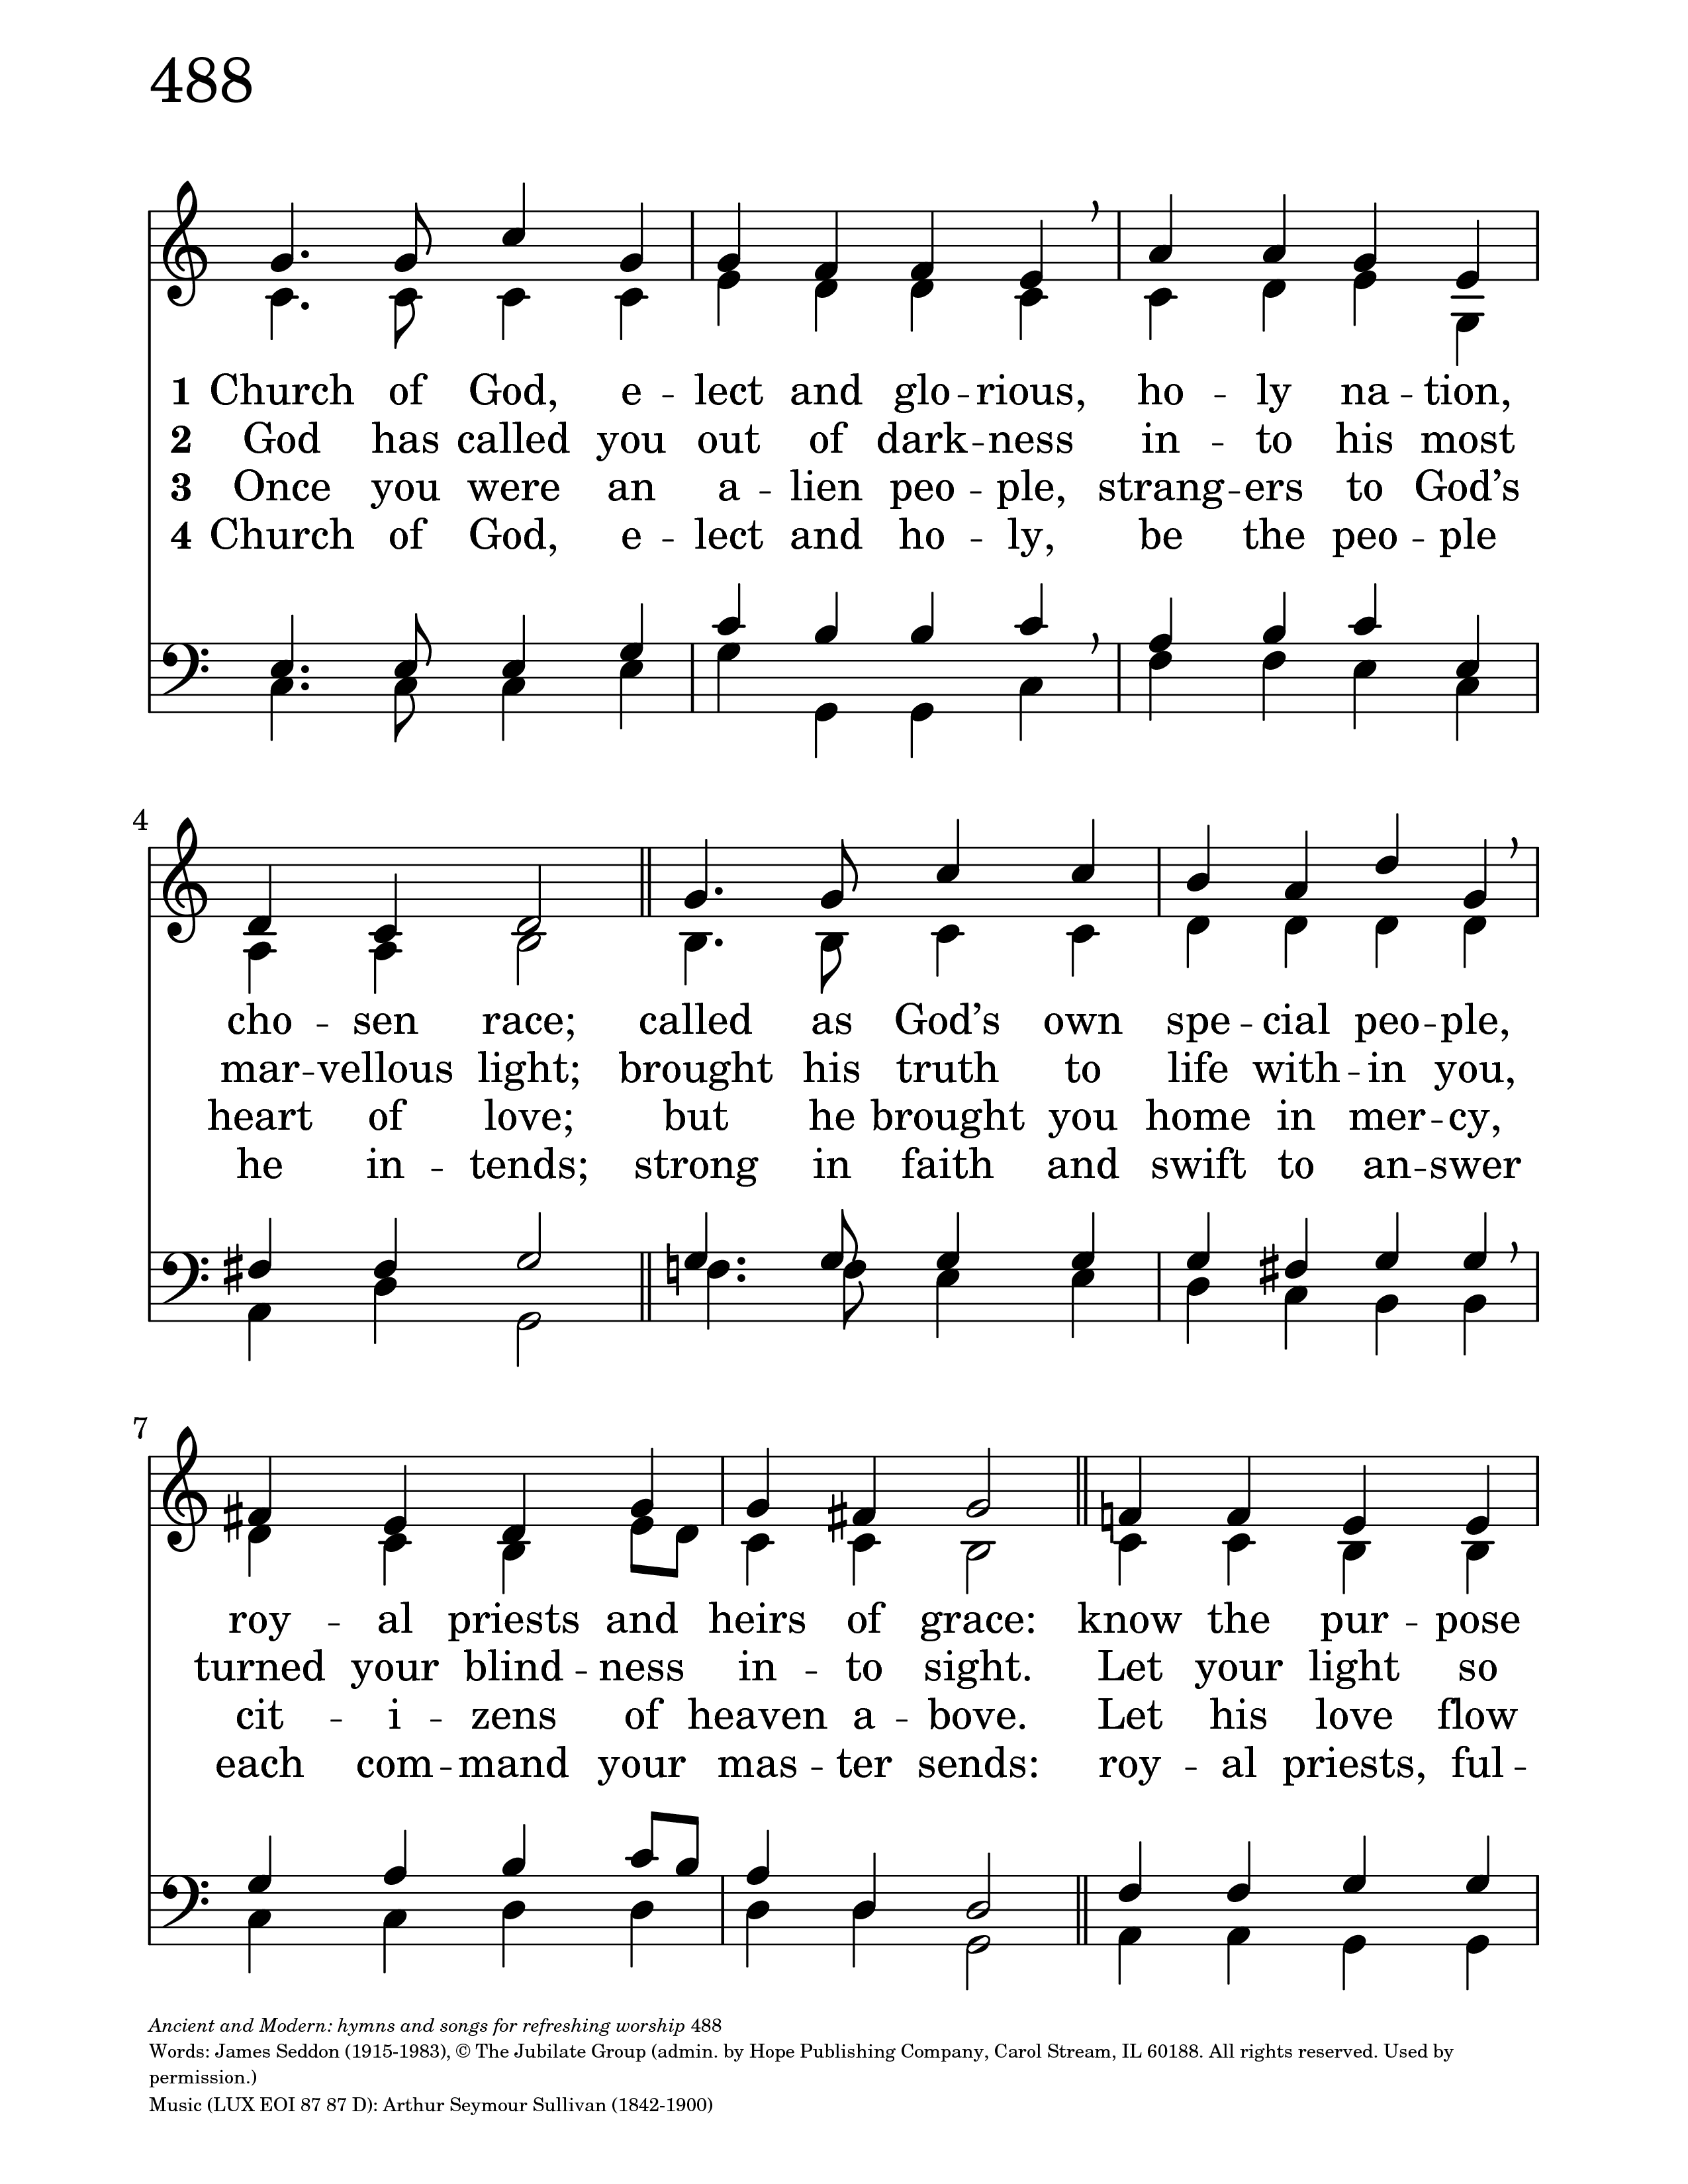 488
1 Church of God, e - lect and glo - rious, ho - ly na - tion,
2 God has called you out of dark - ness in - to his most
3 Once you were an a - lien peo - ple, strang - ers to God’s
4 Church of God, e - lect and ho - ly, be the peo - ple
4
cho - sen race; called as God’s own spe - cial peo - ple,
mar - vellous light; brought his truth to life with - in you,
heart of love; but he brought you home in mer - cy,
he in - tends; strong in faith and swift to an - swer
7
roy - al priests and heirs of grace: know the pur - pose
turned your blind - ness in - to sight. Let your light so
cit - i - zens of heaven a - bove. Let his love flow
each com - mand your mas - ter sends: roy - al priests, ful -
Ancient and Modern: hymns and songs for refreshing worship 488
Words: James Seddon (1915-1983), © The Jubilate Group (admin. by Hope Publishing Company, Carol Stream, IL 60188. All rights reserved. Used by
permission.)
Music (LUX EOI 87 87 D): Arthur Seymour Sullivan (1842-1900)